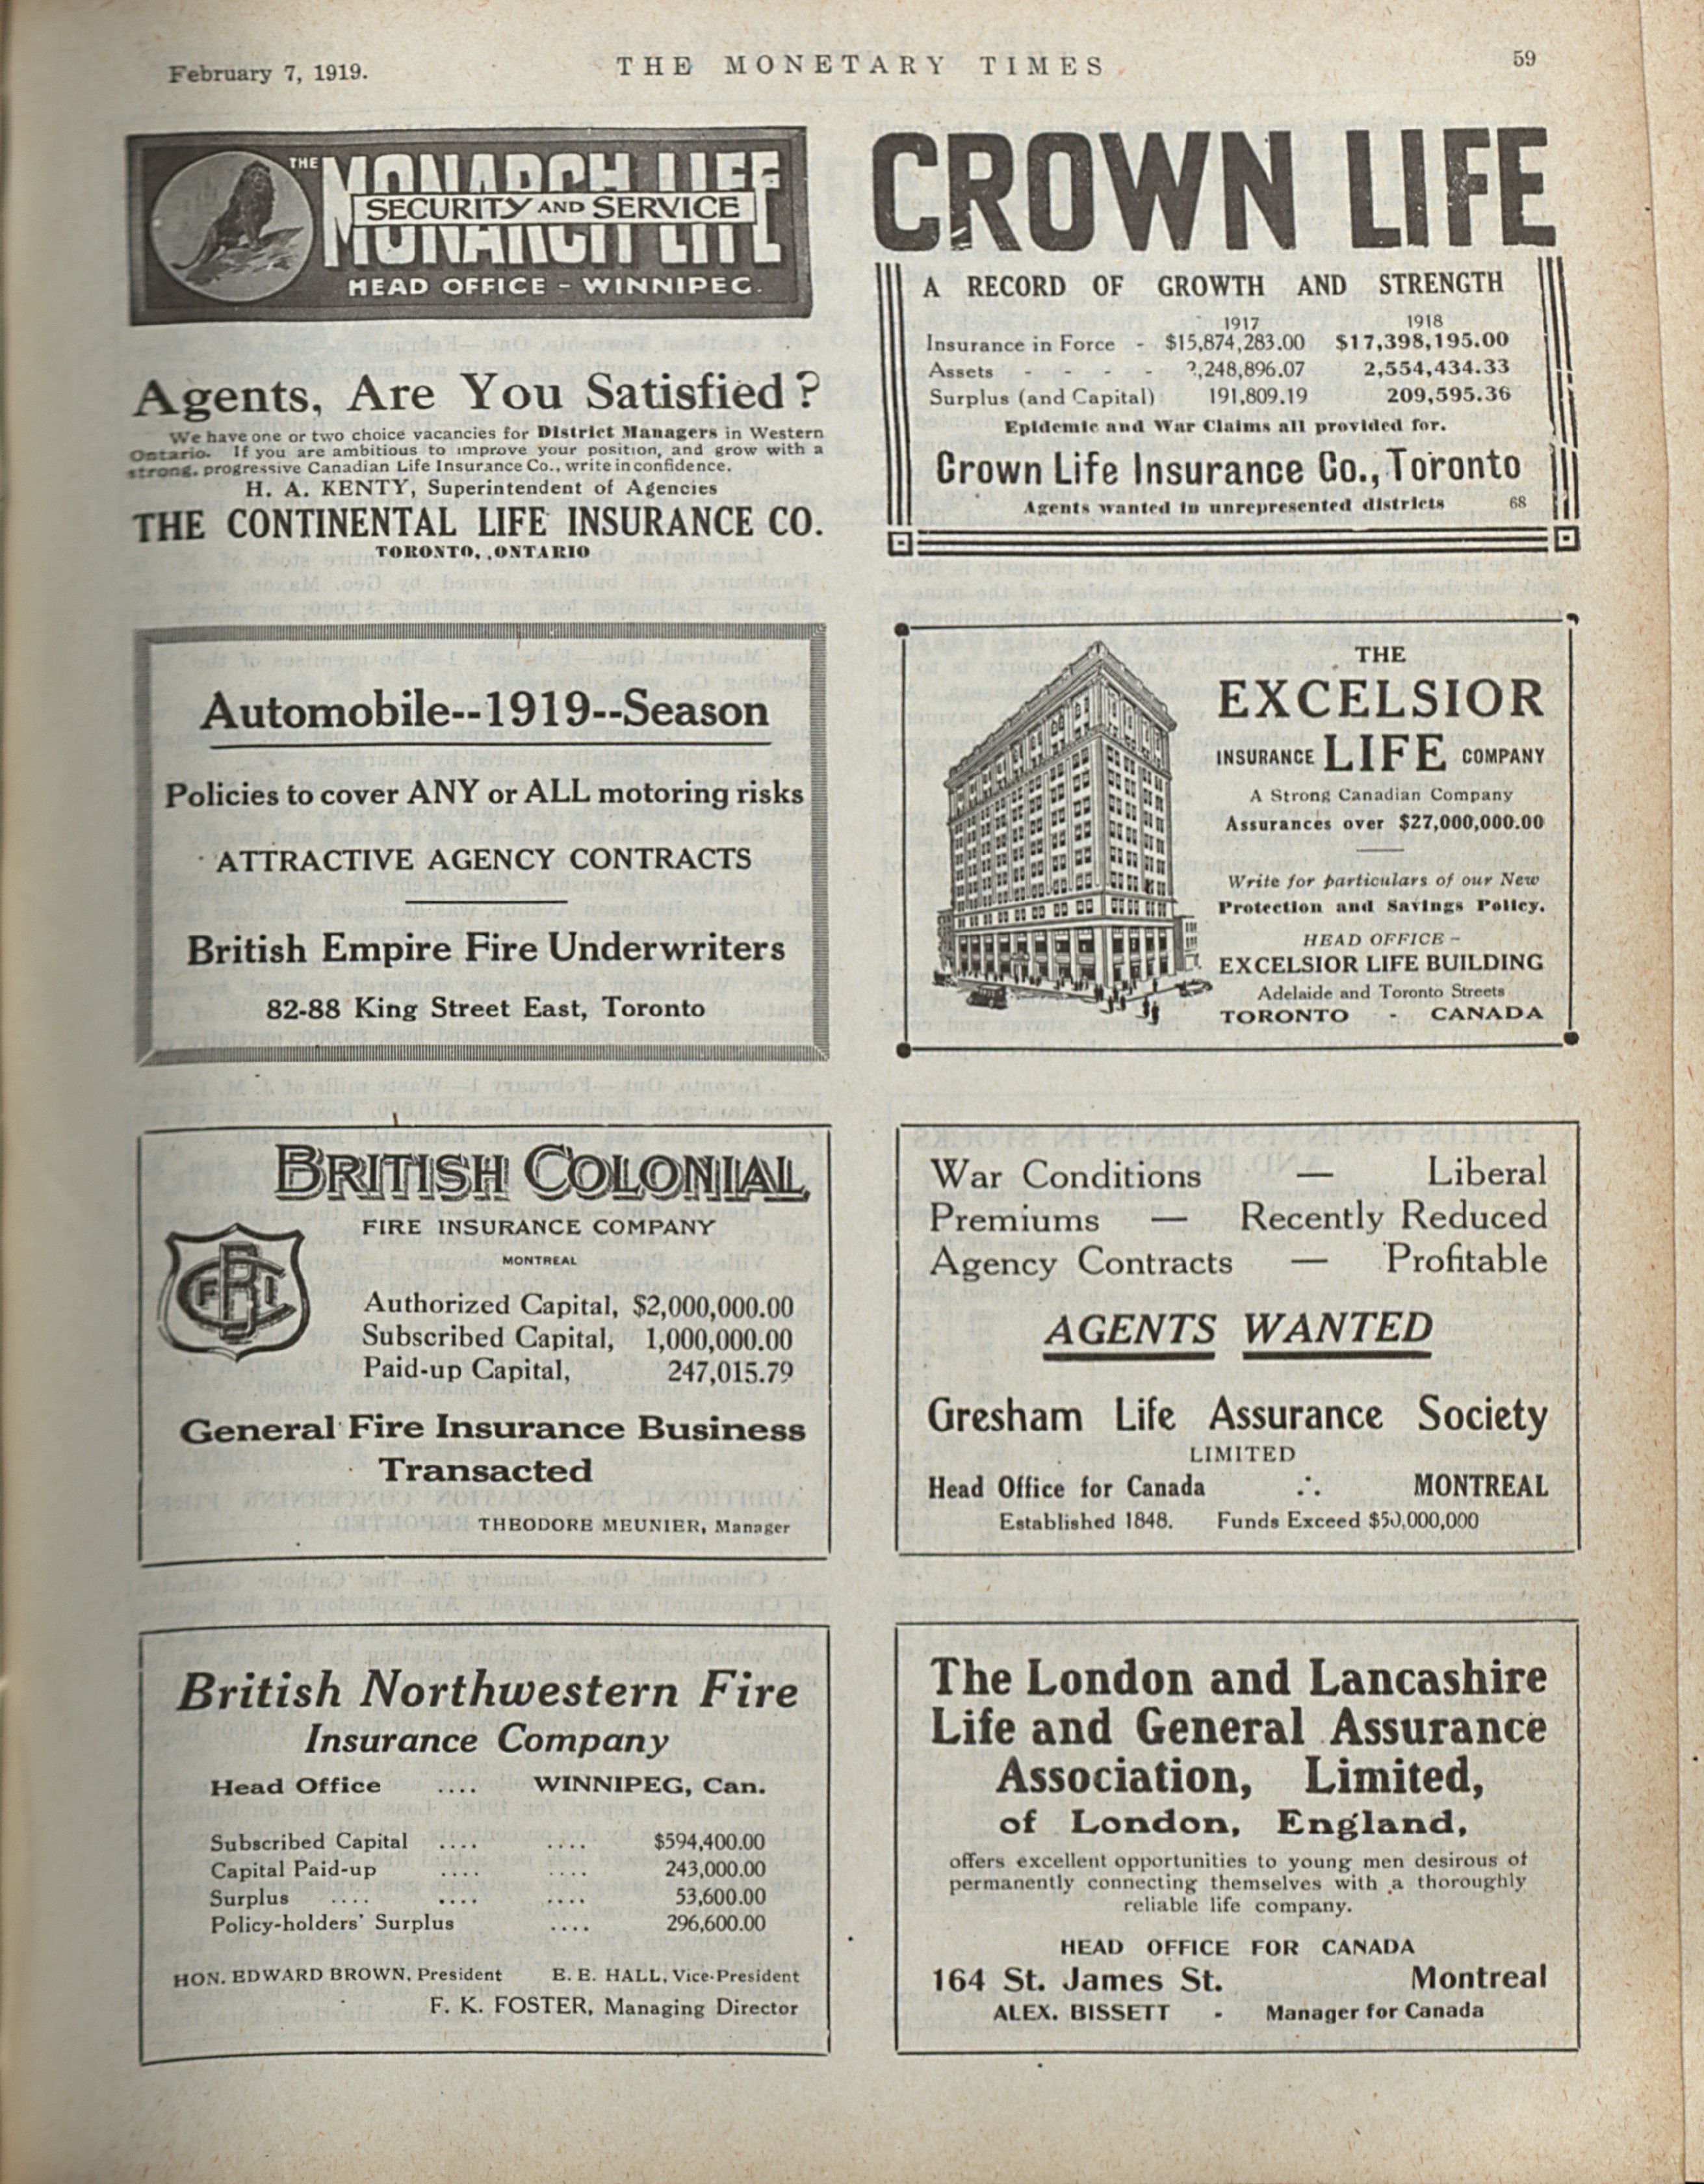 February 7, 1919.
THE MONETARY TIMES
59
THE MONARCH LIFE
SECURITY AND SERVICE
HEAD OFFICE - WINNIPEG.
Agents, Are You Satisfied?
We have one or two choice vacancies for District Managers in Western
Ontario. If you are ambitious to improve your position, and grow with a
strong, progressive Canadian Life Insurance Co., write in confidence.
H. A. KENTY, Superintendent of Agencies
THE CONTINENTAL LIFE INSURANCE CO.
TORONTO, ONTARIO
CROWN LIFE
A RECORD OF GROWTH AND STRENGTH
1917 1918
Insurance in Force - $15,874,283.00 $17,398,195.00
Assets - - - - 2,248,896.07 2,554,434.33
Surplus (and Capital) 191,809.19 209,595.36
Epidemic and War Claims all provided for.
Crown Life Insurance Co., Toronto
Agents wanted in unrepresented districts 68
Automobile--1919--Season
Policies to cover ANY or ALL motoring risks
ATTRACTIVE AGENCY CONTRACTS
British Empire Fire Underwriters
82-88 King Street East, Toronto
THE
EXCELSIOR
INSURANCE LIFE COMPANY
A Strong Canadian Company
Assurances over $27,000,000.00
Write for particulars of our New
Protection and Savings Policy.
HEAD OFFICE -
EXCELSIOR LIFE BUILDING
Adelaide and Toronto Streets
TORONTO - CANADA
BRITISH COLONIAL
FIRE INSURANCE COMPANY
MONTREAL
Authorized Capital, $2,000,000.00
Subscribed Capital, 1,000,000.00
Paid-up Capital, 247,015.79
General Fire Insurance Business
Transacted
THEODORE MEUNIER, Manager
War Conditions — Liberal
Premiums — Recently Reduced
Agency Contracts — Profitable
AGENTS WANTED
Gresham Life Assurance Society
LIMITED
Head Office for Canada ∴ MONTREAL
Established 1848. Funds Exceed $50,000,000
British Northwestern Fire
Insurance Company
Head Office .... WINNIPEG, Can.
Subscribed Capital .... .... $594,400.00
Capital Paid-up .... .... 243,000.00
Surplus .... .... .... 53,600.00
Policy-holders' Surplus .... 296,600.00
HON. EDWARD BROWN, President E. E. HALL, Vice-President
F. K. FOSTER, Managing Director
The London and Lancashire
Life and General Assurance
Association, Limited,
of London, England,
offers excellent opportunities to young men desirous of
permanently connecting themselves with a thoroughly
reliable life company.
HEAD OFFICE FOR CANADA
164 St. James St. Montreal
ALEX. BISSETT - Manager for Canada